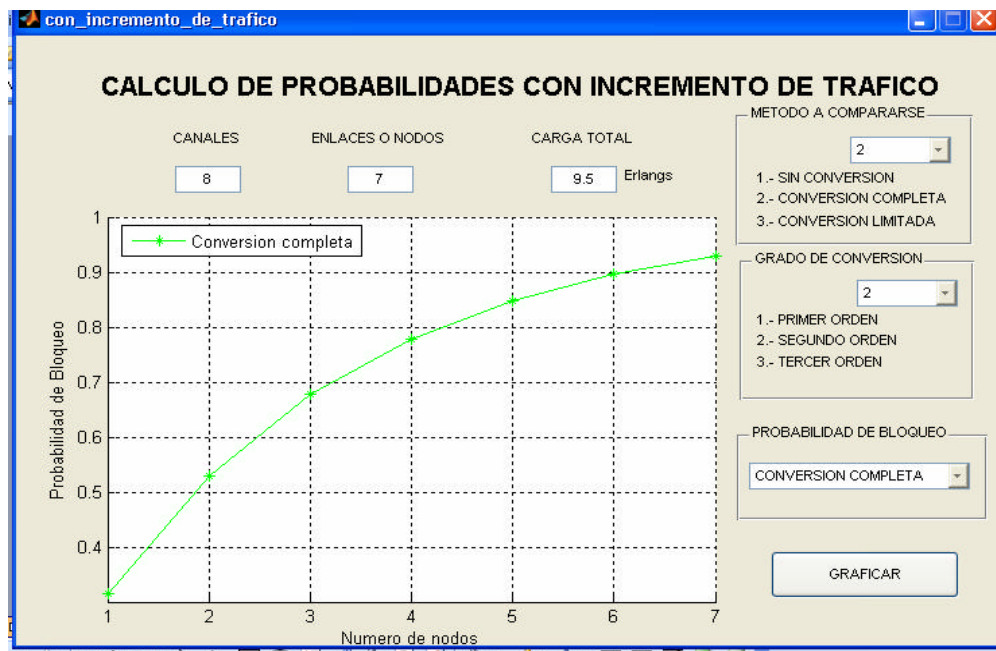 con_incremento_de_trafico
CALCULO DE PROBABILIDADES CON INCREMENTO DE TRAFICO
CANALES
ENLACES O NODOS
CARGA TOTAL
8
7
9.5
Erlangs
METODO A COMPARARSE
2
1.- SIN CONVERSION
2.- CONVERSION COMPLETA
3.- CONVERSION LIMITADA
GRADO DE CONVERSION
2
1.- PRIMER ORDEN
2.- SEGUNDO ORDEN
3.- TERCER ORDEN
PROBABILIDAD DE BLOQUEO
CONVERSION COMPLETA
GRAFICAR
Conversion completa
Probabilidad de Bloqueo
1
0.9
0.8
0.7
0.6
0.5
0.4
1 2 3 4 5 6 7
Numero de nodos